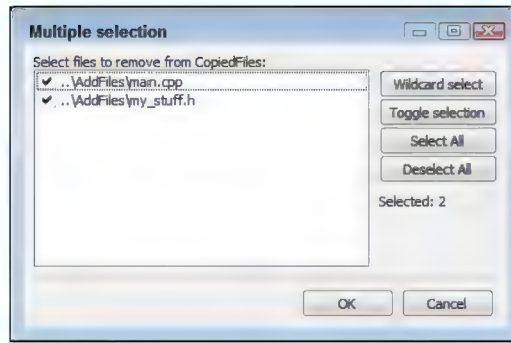 Multiple selection
Select files to remove from CopiedFiles:
..\AddFiles\main.cpp
..\AddFiles\my_stuff.h
Wildcard select
Toggle selection
Select All
Deselect All
Selected: 2
OK
Cancel